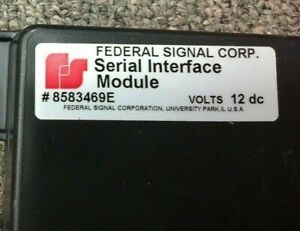 FEDERAL SIGNAL CORP.
Serial Interface
Module
# 8583469E VOLTS 12 dc
FEDERAL SIGNAL CORPORATION, UNIVERSITY PARK, IL U.S.A.